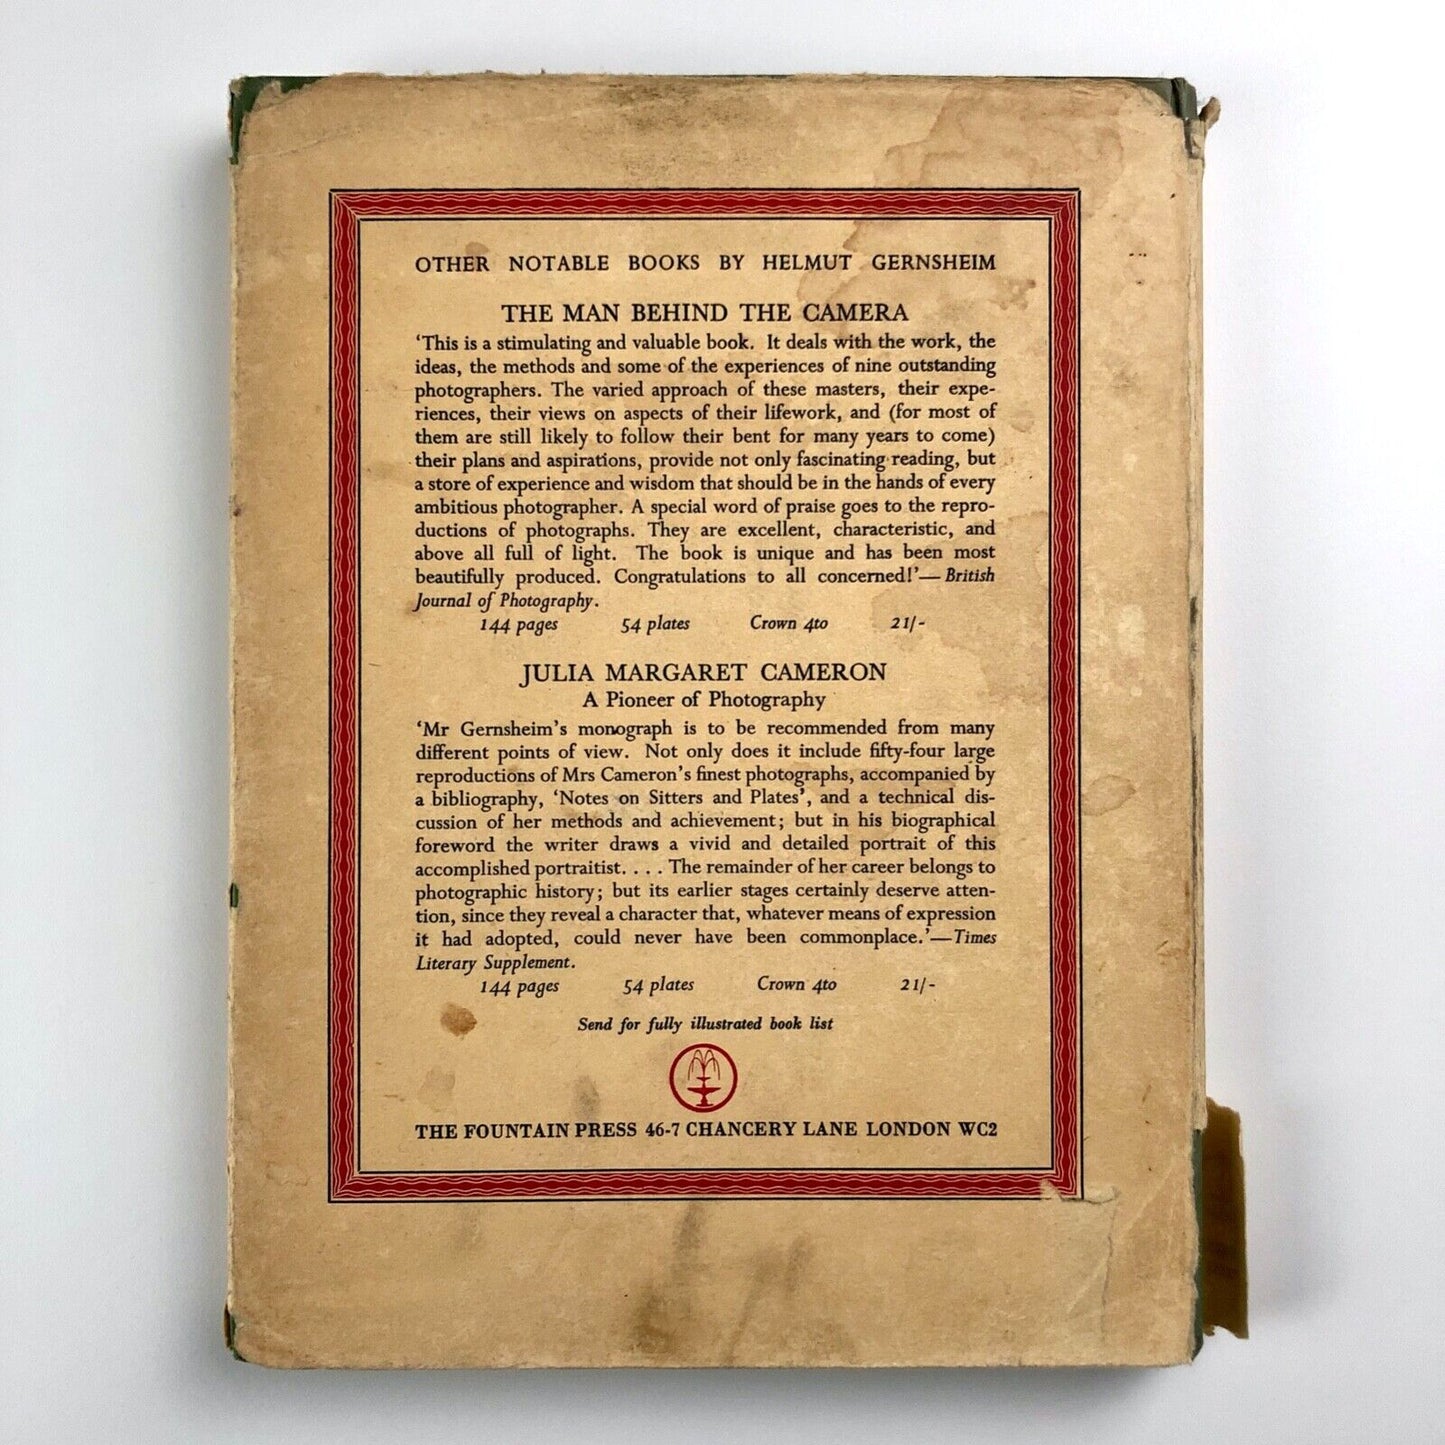 OTHER NOTABLE BOOKS BY HELMUT GERNSHEIM
THE MAN BEHIND THE CAMERA
‘This is a stimulating and valuable book. It deals with the work, the
ideas, the methods and some of the experiences of nine outstanding
photographers. The varied approach of these masters, their expe-
riences, their views on aspects of their lifework, and (for most of
them are still likely to follow their bent for many years to come)
their plans and aspirations, provide not only fascinating reading, but
a store of experience and wisdom that should be in the hands of every
ambitious photographer. A special word of praise goes to the repro-
ductions of photographs. They are excellent, characteristic, and
above all full of light. The book is unique and has been most
beautifully produced. Congratulations to all concerned!’—British
Journal of Photography.
144 pages 54 plates Crown 4to 21/-
JULIA MARGARET CAMERON
A Pioneer of Photography
‘Mr Gernsheim’s monograph is to be recommended from many
different points of view. Not only does it include fifty-four large
reproductions of Mrs Cameron’s finest photographs, accompanied by
a bibliography, ‘Notes on Sitters and Plates’, and a technical dis-
cussion of her methods and achievement; but in his biographical
foreword the writer draws a vivid and detailed portrait of this
accomplished portraitist. . . . The remainder of her career belongs to
photographic history; but its earlier stages certainly deserve atten-
tion, since they reveal a character that, whatever means of expression
it had adopted, could never have been commonplace.’—Times
Literary Supplement.
144 pages 54 plates Crown 4to 21/-
Send for fully illustrated book list
THE FOUNTAIN PRESS 46-7 CHANCERY LANE LONDON WC2